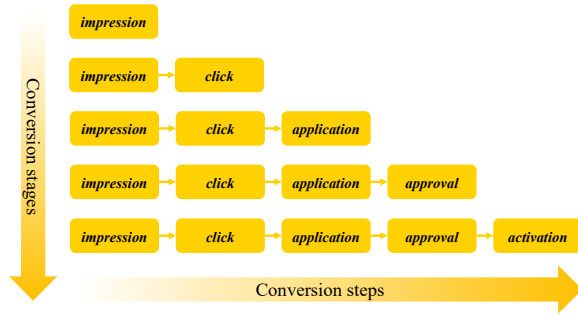 impression
impression click
impression click application
impression click application approval
impression click application approval activation
Conversion stages
Conversion steps